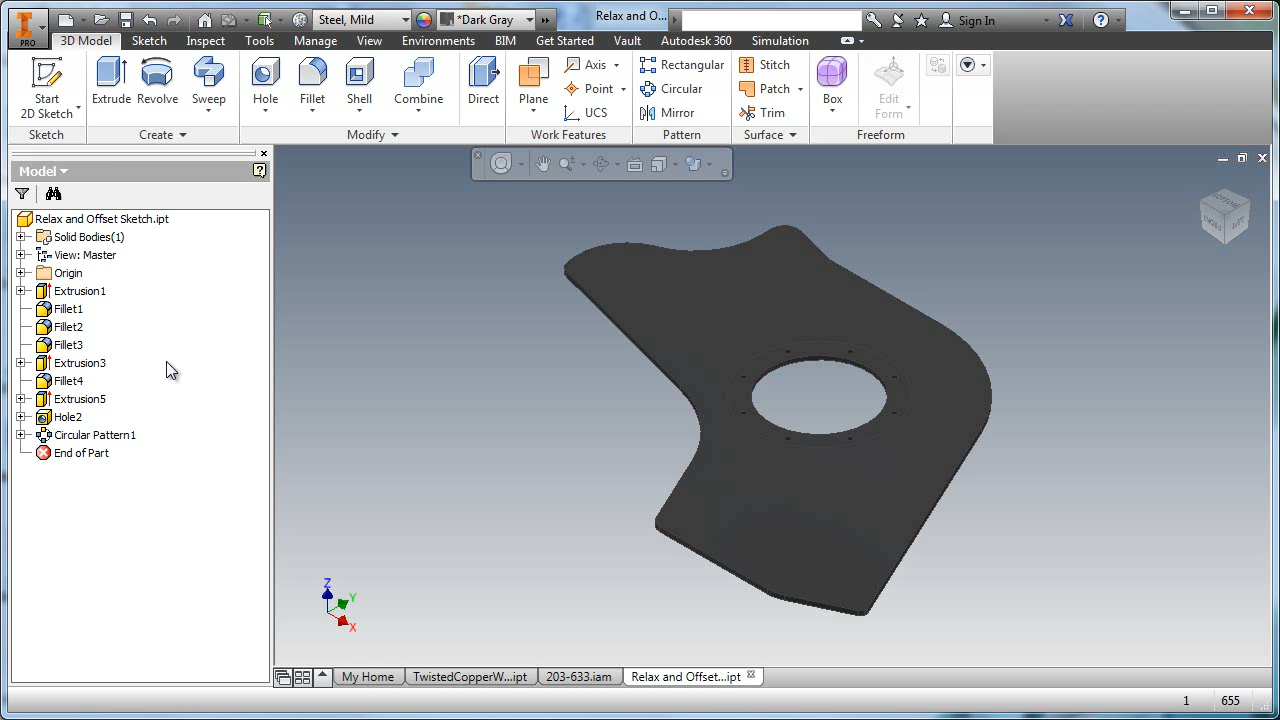 Steel, Mild
*Dark Gray
Relax and O...
Sign In
PRO
3D Model
Sketch
Inspect
Tools
Manage
View
Environments
BIM
Get Started
Vault
Autodesk 360
Simulation
Start
2D Sketch
Extrude
Revolve
Sweep
Hole
Fillet
Shell
Combine
Direct
Plane
Axis
Point
UCS
Rectangular
Circular
Mirror
Stitch
Patch
Trim
Box
Edit
Form
Sketch
Create
Modify
Work Features
Pattern
Surface
Freeform
Model
Relax and Offset Sketch.ipt
Solid Bodies(1)
View: Master
Origin
Extrusion1
Fillet1
Fillet2
Fillet3
Extrusion3
Fillet4
Extrusion5
Hole2
Circular Pattern1
End of Part
Z
Y
X
My Home
TwistedCopperW...ipt
203-633.iam
Relax and Offset...ipt
1
655